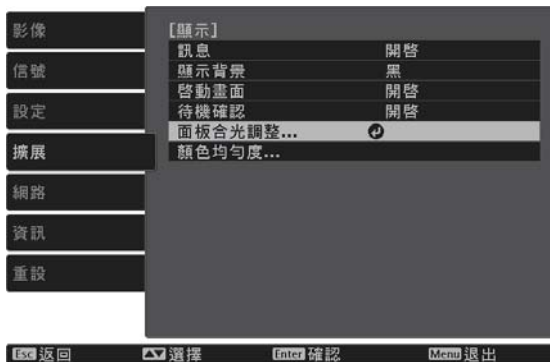 影像
信號
設定
擴展
網路
資訊
重設
[顯示]
訊息 開啓
顯示背景 黑
啓動畫面 開啓
待機確認 開啓
面板合光調整...
顏色均勻度...
Esc 返回 選擇 Enter 確認 Menu 退出